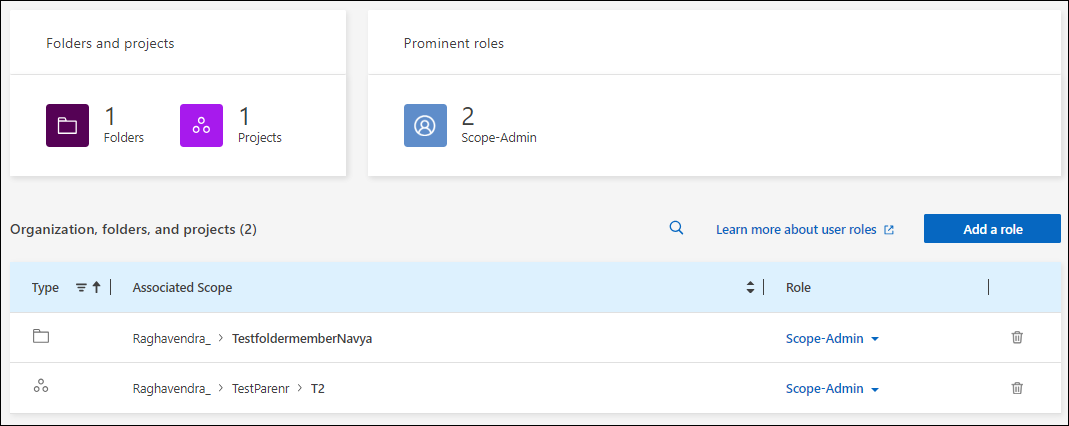 Folders and projects
Prominent roles
1
Folders
1
Projects
2
Scope-Admin
Organization, folders, and projects (2)
Learn more about user roles
Add a role
Type Associated Scope Role
Raghavendra_ > TestfoldermemberNavya Scope-Admin
Raghavendra_ > TestParenr > T2 Scope-Admin